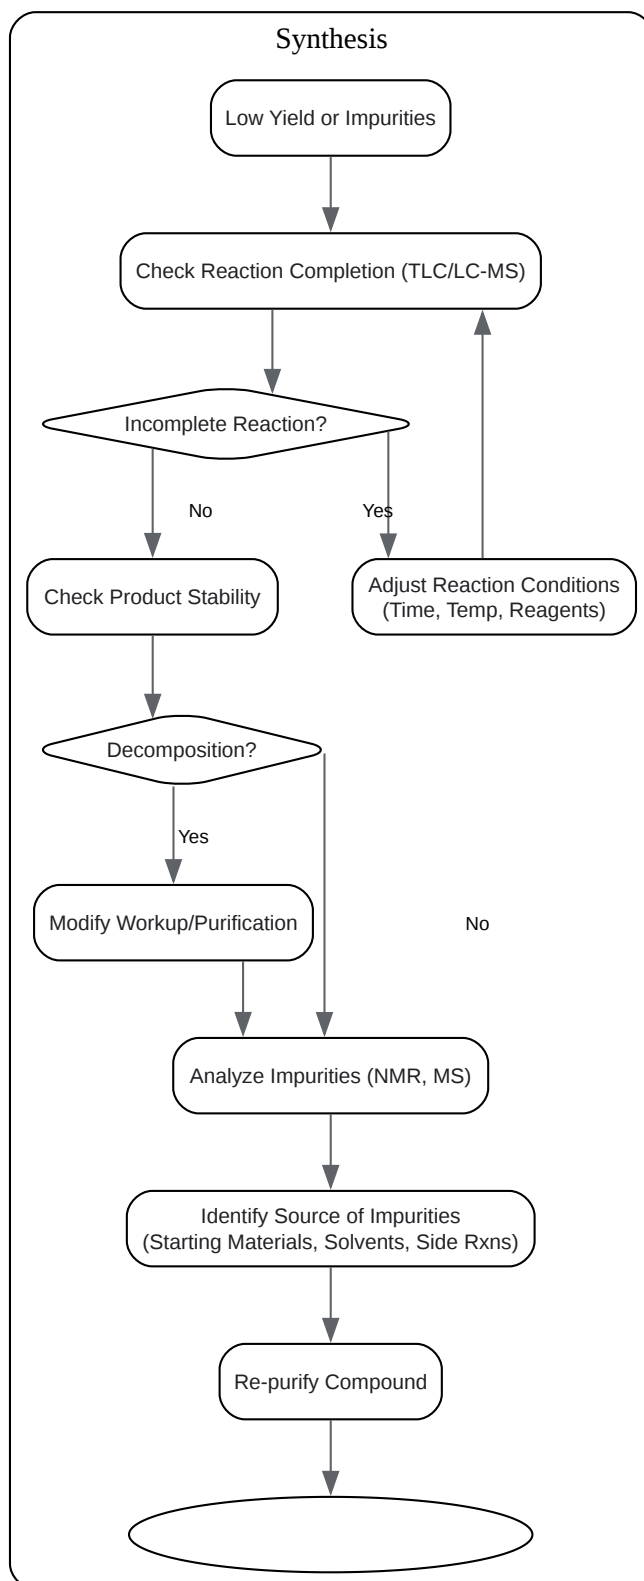 Synthesis
Low Yield or Impurities
Check Reaction Completion (TLC/LC-MS)
Incomplete Reaction?
No
Yes
Check Product Stability
Adjust Reaction Conditions
(Time, Temp, Reagents)
Decomposition?
Yes
Modify Workup/Purification
No
Analyze Impurities (NMR, MS)
Identify Source of Impurities
(Starting Materials, Solvents, Side Rxns)
Re-purify Compound